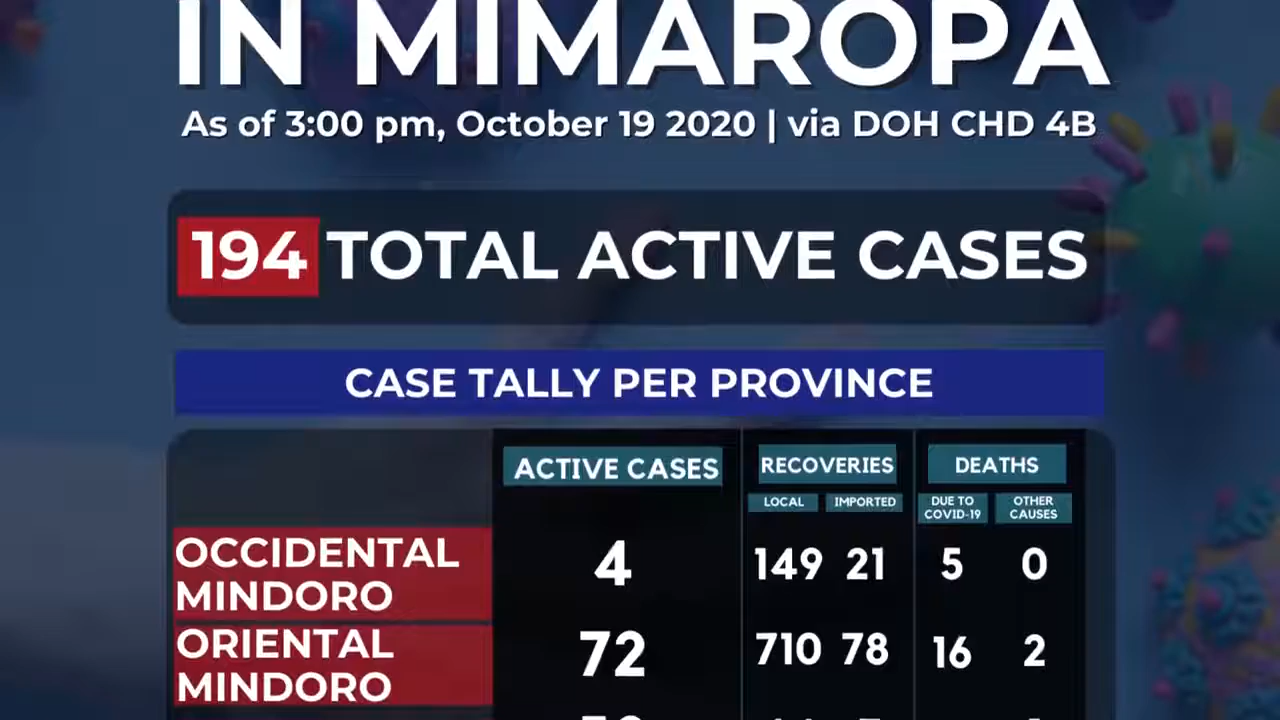 IN MIMAROPA
As of 3:00 pm, October 19 2020 | via DOH CHD 4B
194 TOTAL ACTIVE CASES
CASE TALLY PER PROVINCE
ACTIVE CASES RECOVERIES DEATHS
LOCAL IMPORTED DUE TO COVID-19 OTHER CAUSES
OCCIDENTAL MINDORO 4 149 21 5 0
ORIENTAL MINDORO 72 710 78 16 2